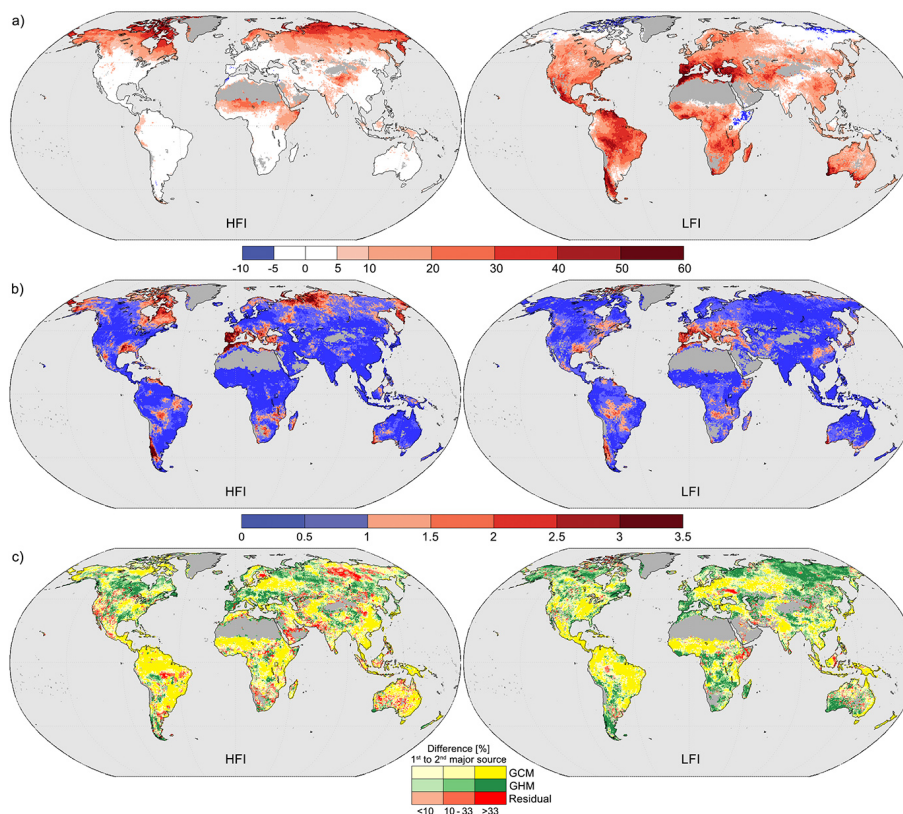 a)
HFI
LFI
-10 -5 0 5 10 20 30 40 50 60
b)
HFI
LFI
0 0.5 1 1.5 2 2.5 3 3.5
c)
HFI
LFI
Difference [%]
1st to 2nd major source
GCM
GHM
Residual
<10 10 - 33 >33